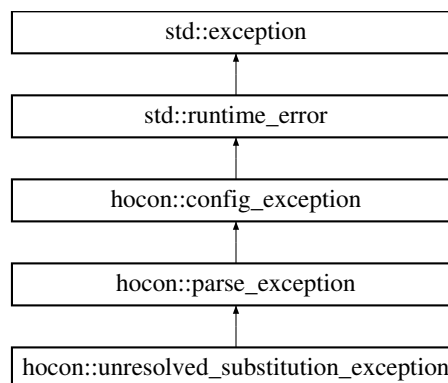 std::exception
std::runtime_error
hocon::config_exception
hocon::parse_exception
hocon::unresolved_substitution_exception